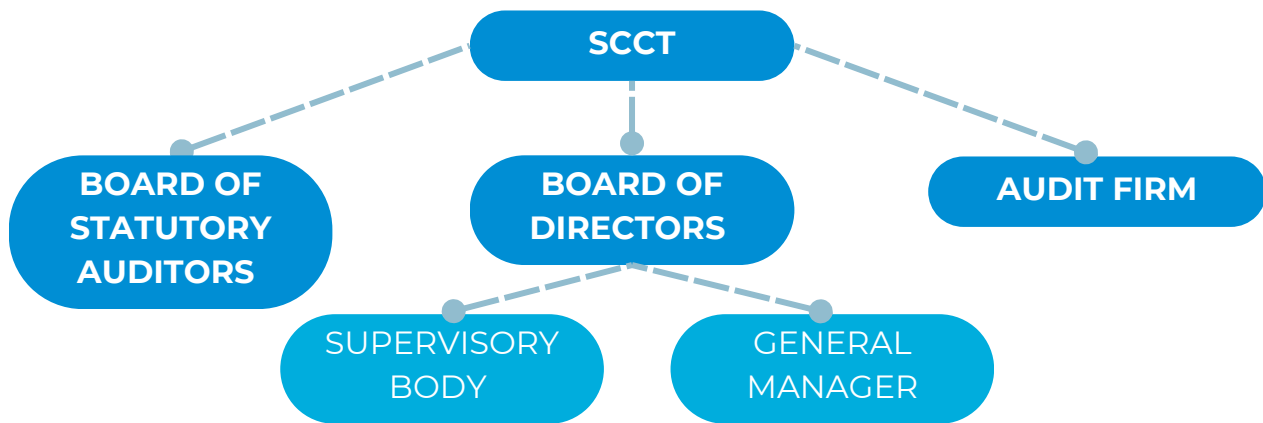 SCCT
BOARD OF
STATUTORY
AUDITORS
BOARD OF
DIRECTORS
AUDIT FIRM
SUPERVISORY
BODY
GENERAL
MANAGER